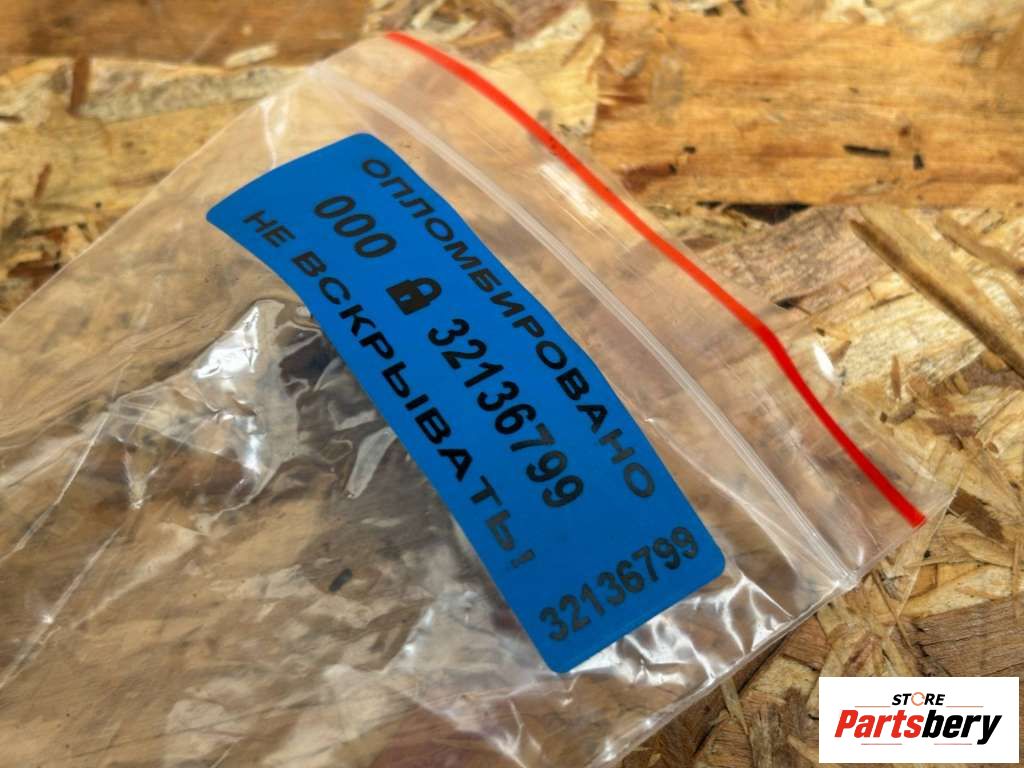 ОПЛОМБИРОВАНО
000 32136799
НЕ ВСКРЫВАТЬ!
32136799
STORE
Partsbery